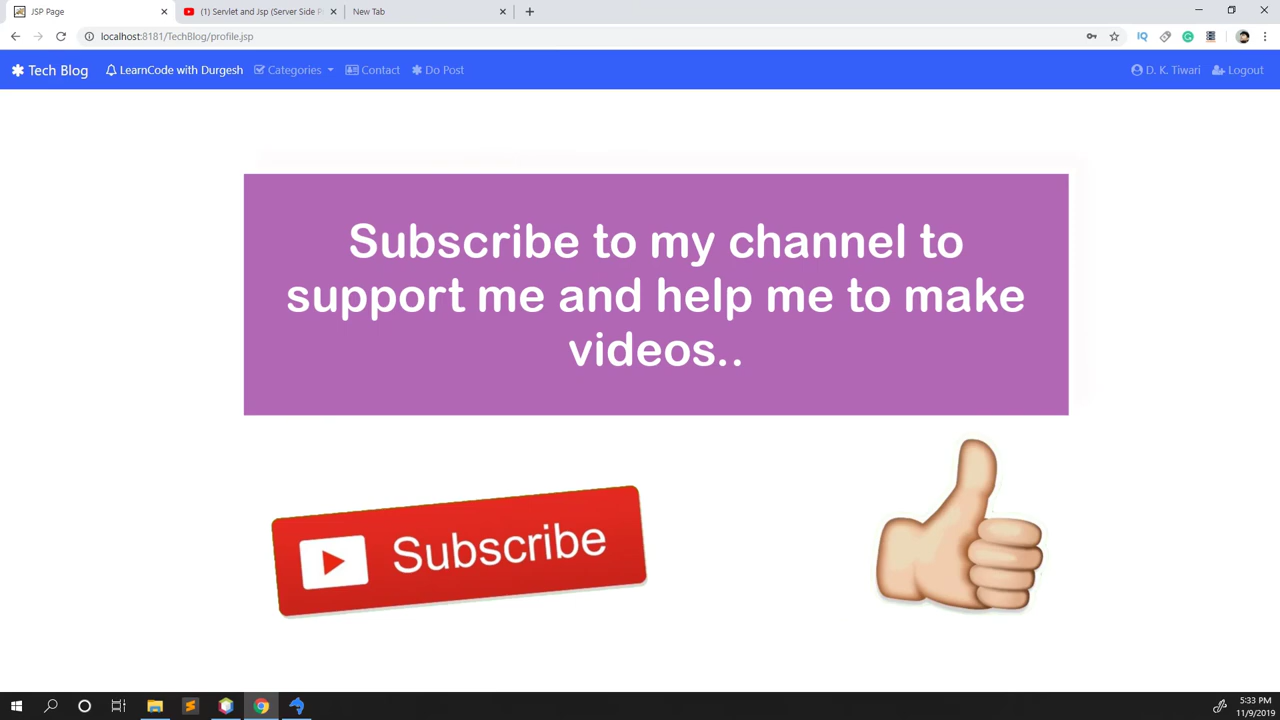 JSP Page
(1) Servlet and Jsp (Server Side P
New Tab
localhost:8181/TechBlog/profile.jsp
IQ
Tech Blog
LearnCode with Durgesh
Categories
Contact
Do Post
D. K. Tiwari
Logout
Subscribe to my channel to
support me and help me to make
videos..
Subscribe
5:33 PM
11/9/2019